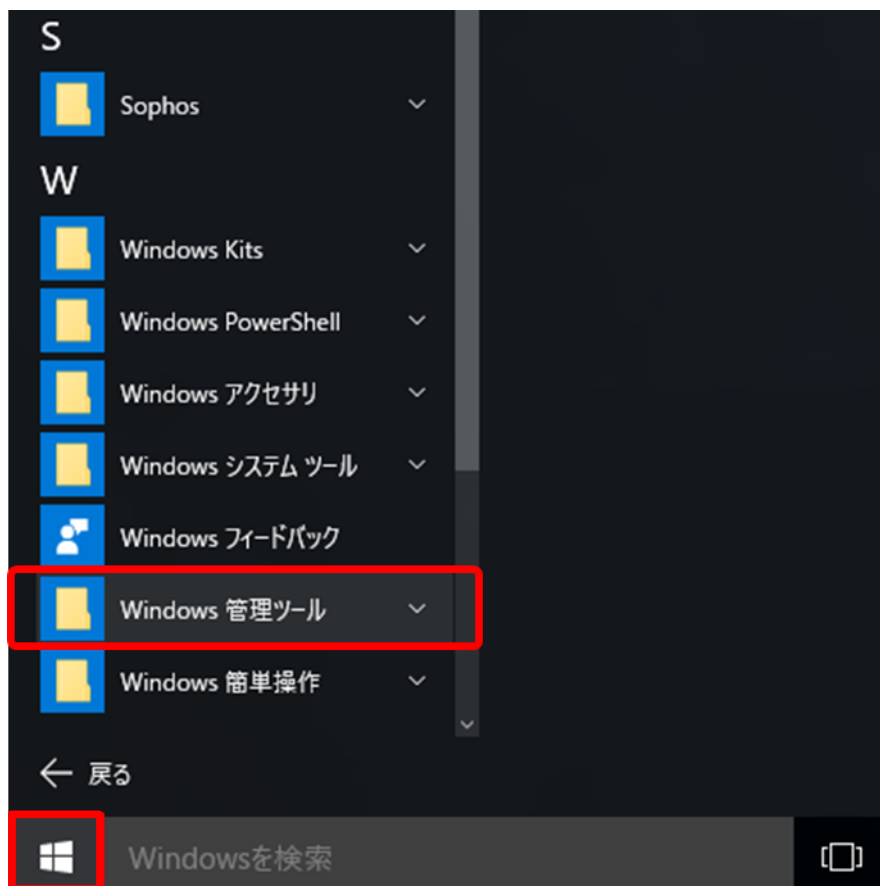 S
Sophos
W
Windows Kits
Windows PowerShell
Windows アクセサリ
Windows システム ツール
Windows フィードバック
Windows 管理ツール
Windows 簡単操作
戻る
Windowsを検索